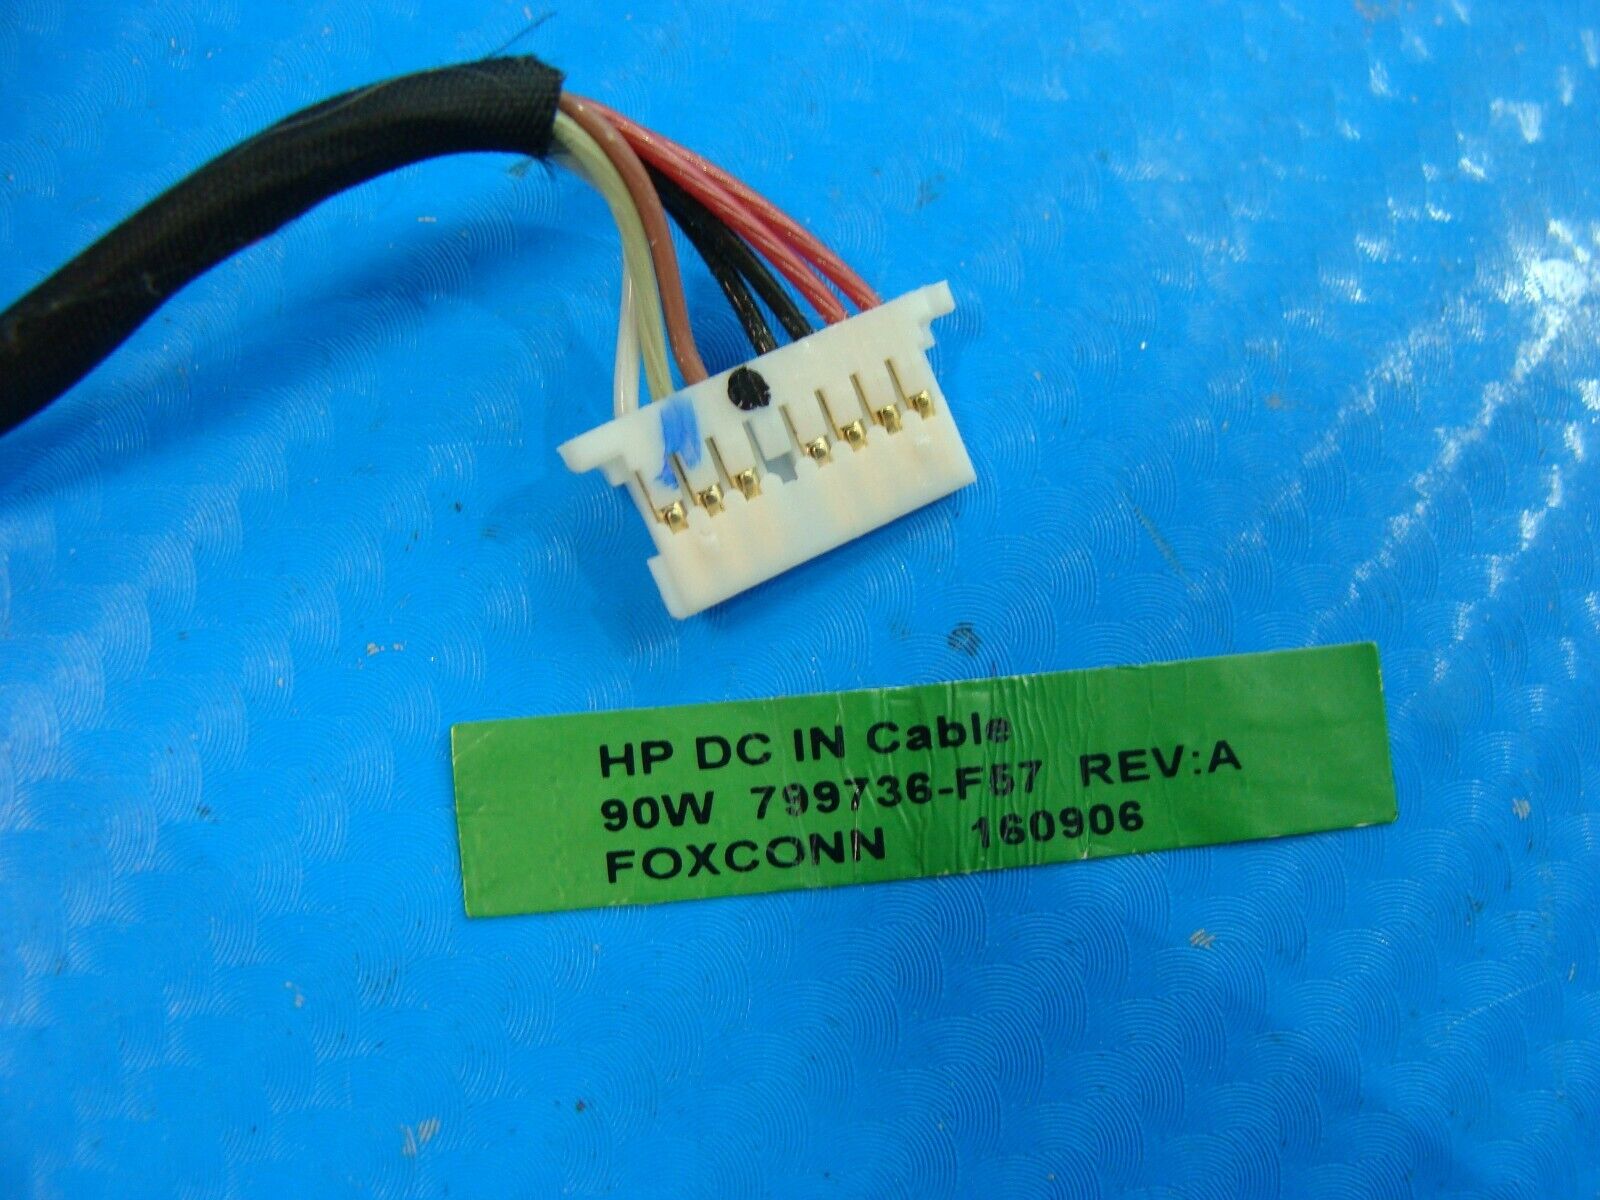 HP DC IN Cable
90W 799736-F57 REV:A
FOXCONN 160906